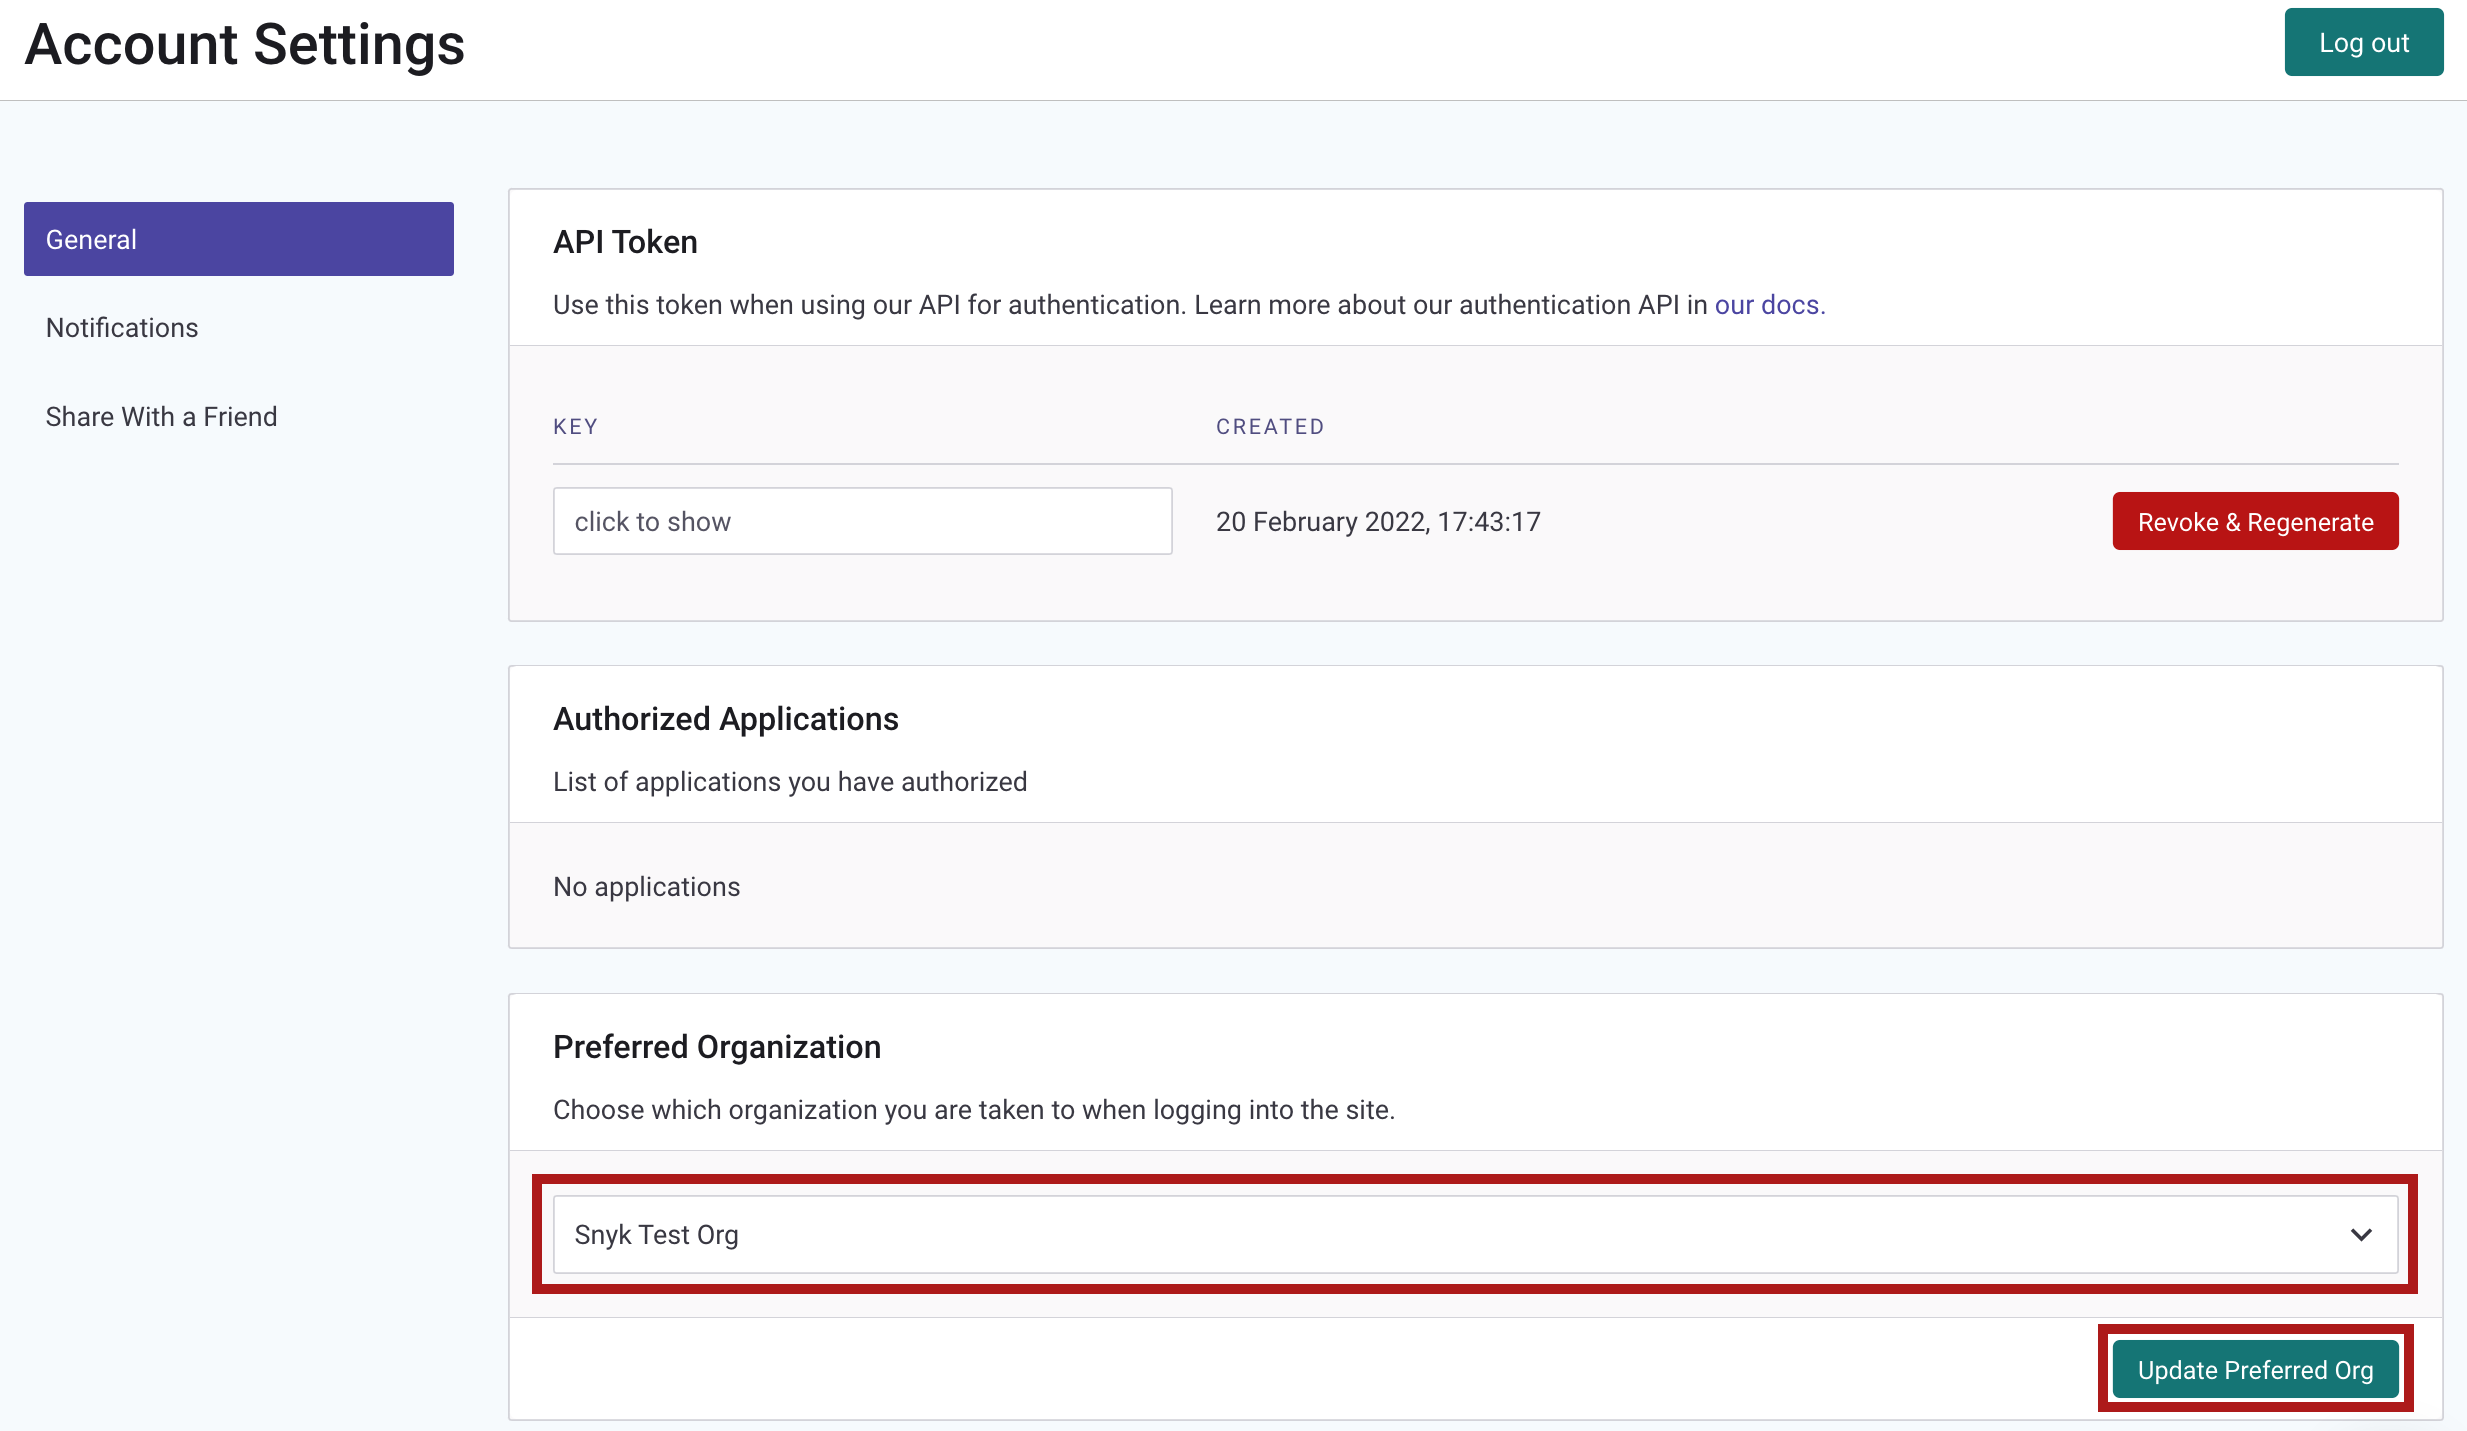 Account Settings
Log out
General
Notifications
Share With a Friend
API Token
Use this token when using our API for authentication. Learn more about our authentication API in our docs.
KEY
CREATED
click to show
20 February 2022, 17:43:17
Revoke & Regenerate
Authorized Applications
List of applications you have authorized
No applications
Preferred Organization
Choose which organization you are taken to when logging into the site.
Snyk Test Org
Update Preferred Org